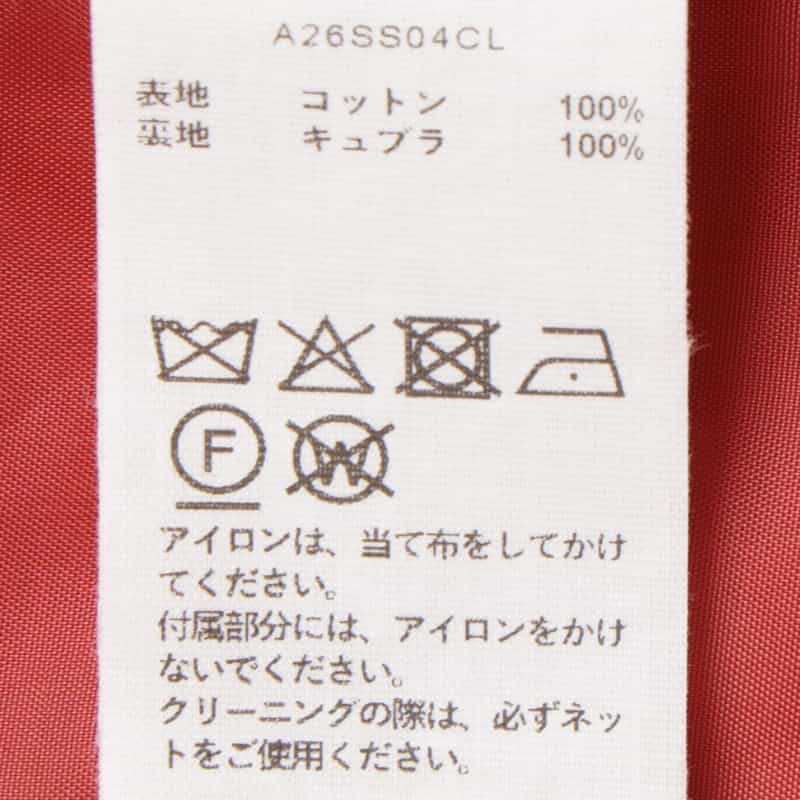 A26SS04CL
表地 コットン 100%
裏地 キュプラ 100%
F W
アイロンは、当て布をしてかけ
てください。
付属部分には、アイロンをかけ
ないでください。
クリーニングの際は、必ずネッ
トをご使用ください。